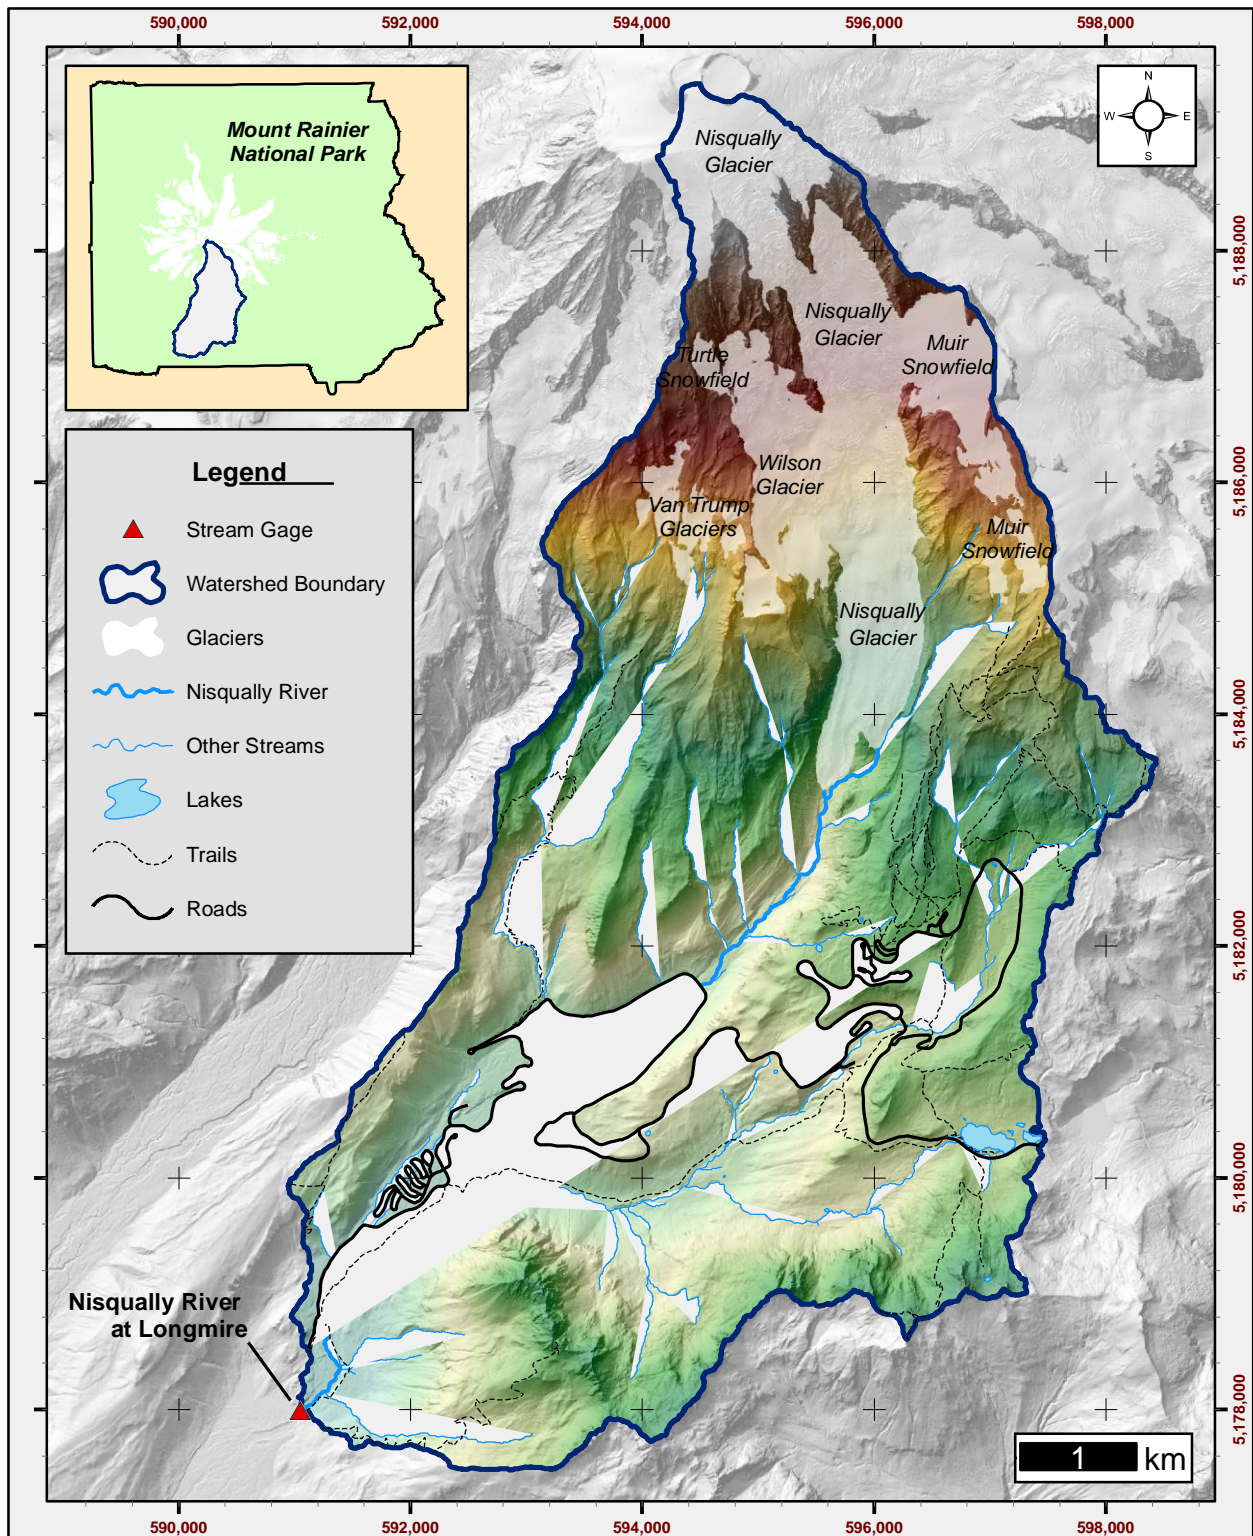 590,000
592,000
594,000
596,000
598,000
Mount Rainier
National Park
N
W
E
S
Nisqually
Glacier
5,188,000
Nisqually
Glacier
Muir
Snowfield
Turtle
Snowfield
Legend
Wilson
Glacier
5,186,000
Van Trump
Glaciers
Muir
Snowfield
Stream Gage
Watershed Boundary
Glaciers
Nisqually River
Other Streams
Lakes
Trails
Roads
Nisqually
Glacier
5,184,000
5,182,000
5,180,000
Nisqually River
at Longmire
5,178,000
1 km
590,000
592,000
594,000
596,000
598,000